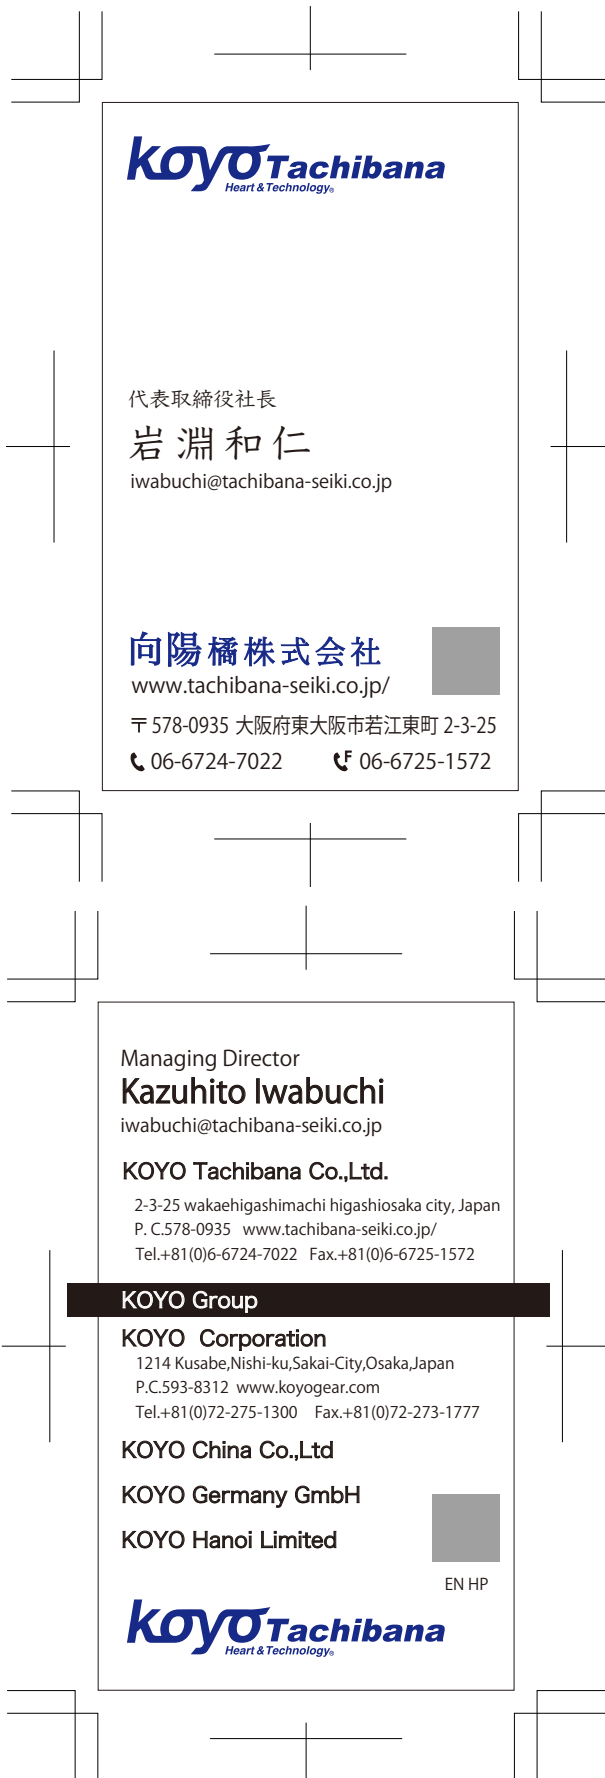 koyo Tachibana
Heart & Technology®
代表取締役社長
岩淵和仁
iwabuchi@tachibana-seiki.co.jp
向陽橘株式会社
www.tachibana-seiki.co.jp/
〒578-0935 大阪府東大阪市若江東町 2-3-25
06-6724-7022 F 06-6725-1572
Managing Director
Kazuhito Iwabuchi
iwabuchi@tachibana-seiki.co.jp
KOYO Tachibana Co.,Ltd.
2-3-25 wakaehigashimachi higashiosaka city, Japan
P. C.578-0935 www.tachibana-seiki.co.jp/
Tel.+81(0)6-6724-7022 Fax.+81(0)6-6725-1572
KOYO Group
KOYO Corporation
1214 Kusabe,Nishi-ku,Sakai-City,Osaka,Japan
P.C.593-8312 www.koyogear.com
Tel.+81(0)72-275-1300 Fax.+81(0)72-273-1777
KOYO China Co.,Ltd
KOYO Germany GmbH
KOYO Hanoi Limited
EN HP
koyo Tachibana
Heart & Technology®